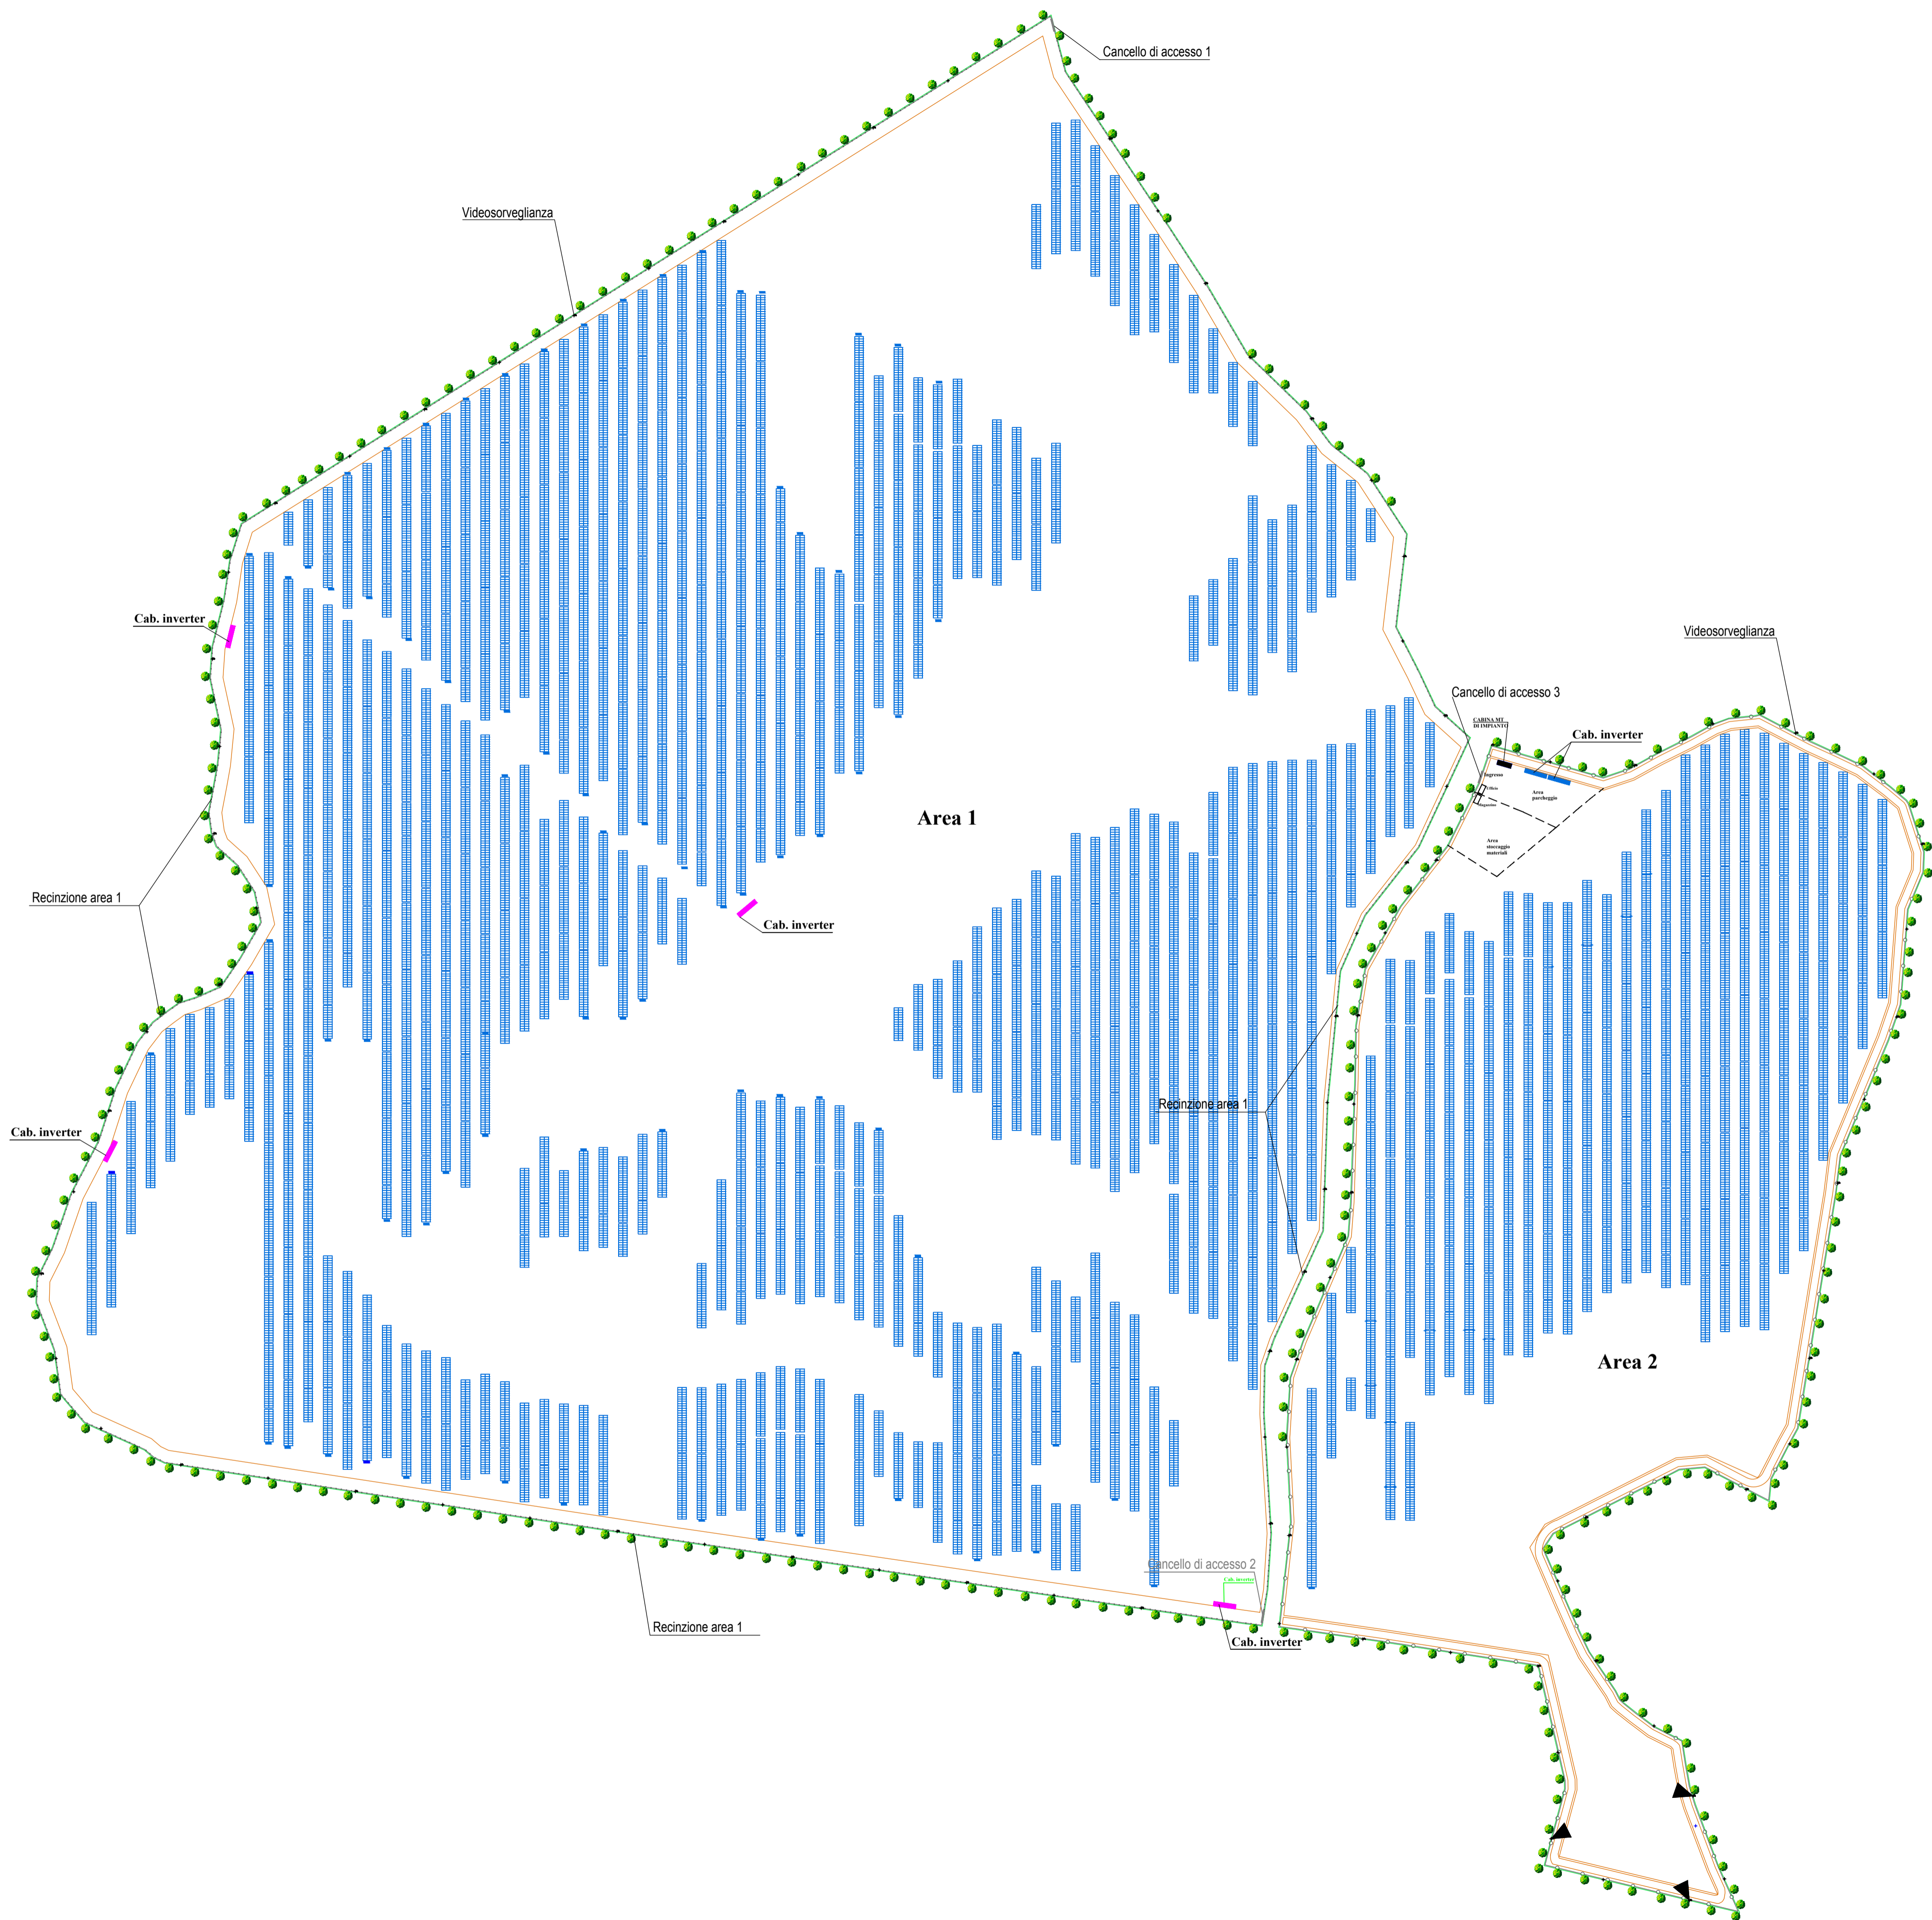 Cancello di accesso 1
Videosorveglianza
Cab. inverter
Videosorveglianza
Cancello di accesso 3
CABINA MT
DI IMPIANTO
Cab. inverter
Ingresso
Ufficio
Area
parcheggio
Magazzino
Area 1
Area
stoccaggio
materiali
Recinzione area 1
Cab. inverter
Recinzione area 1
Cab. inverter
Area 2
Cancello di accesso 2
Cab. inverter
Recinzione area 1
Cab. inverter